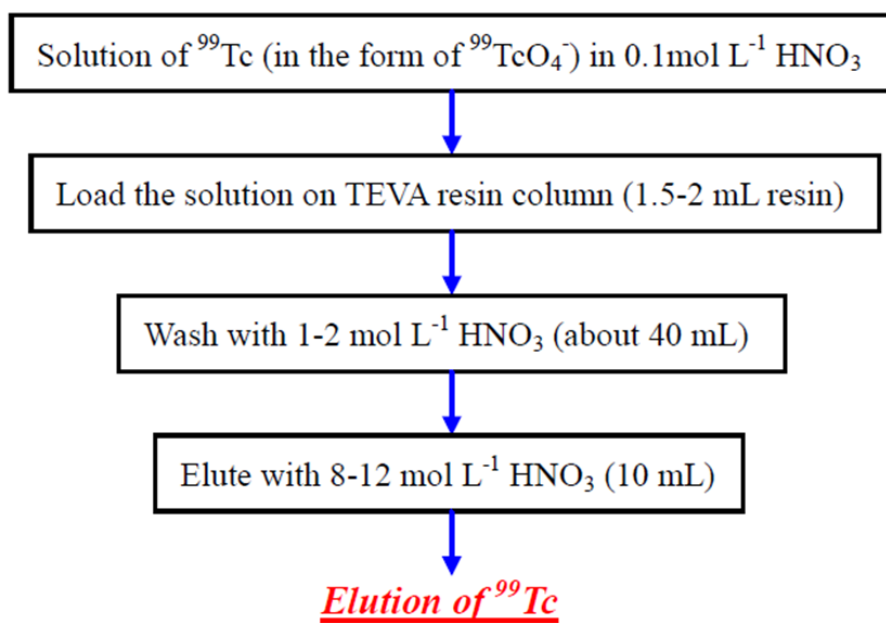 Solution of ⁹⁹Tc (in the form of ⁹⁹TcO₄⁻) in 0.1mol L⁻¹ HNO₃
Load the solution on TEVA resin column (1.5-2 mL resin)
Wash with 1-2 mol L⁻¹ HNO₃ (about 40 mL)
Elute with 8-12 mol L⁻¹ HNO₃ (10 mL)
Elution of ⁹⁹Tc